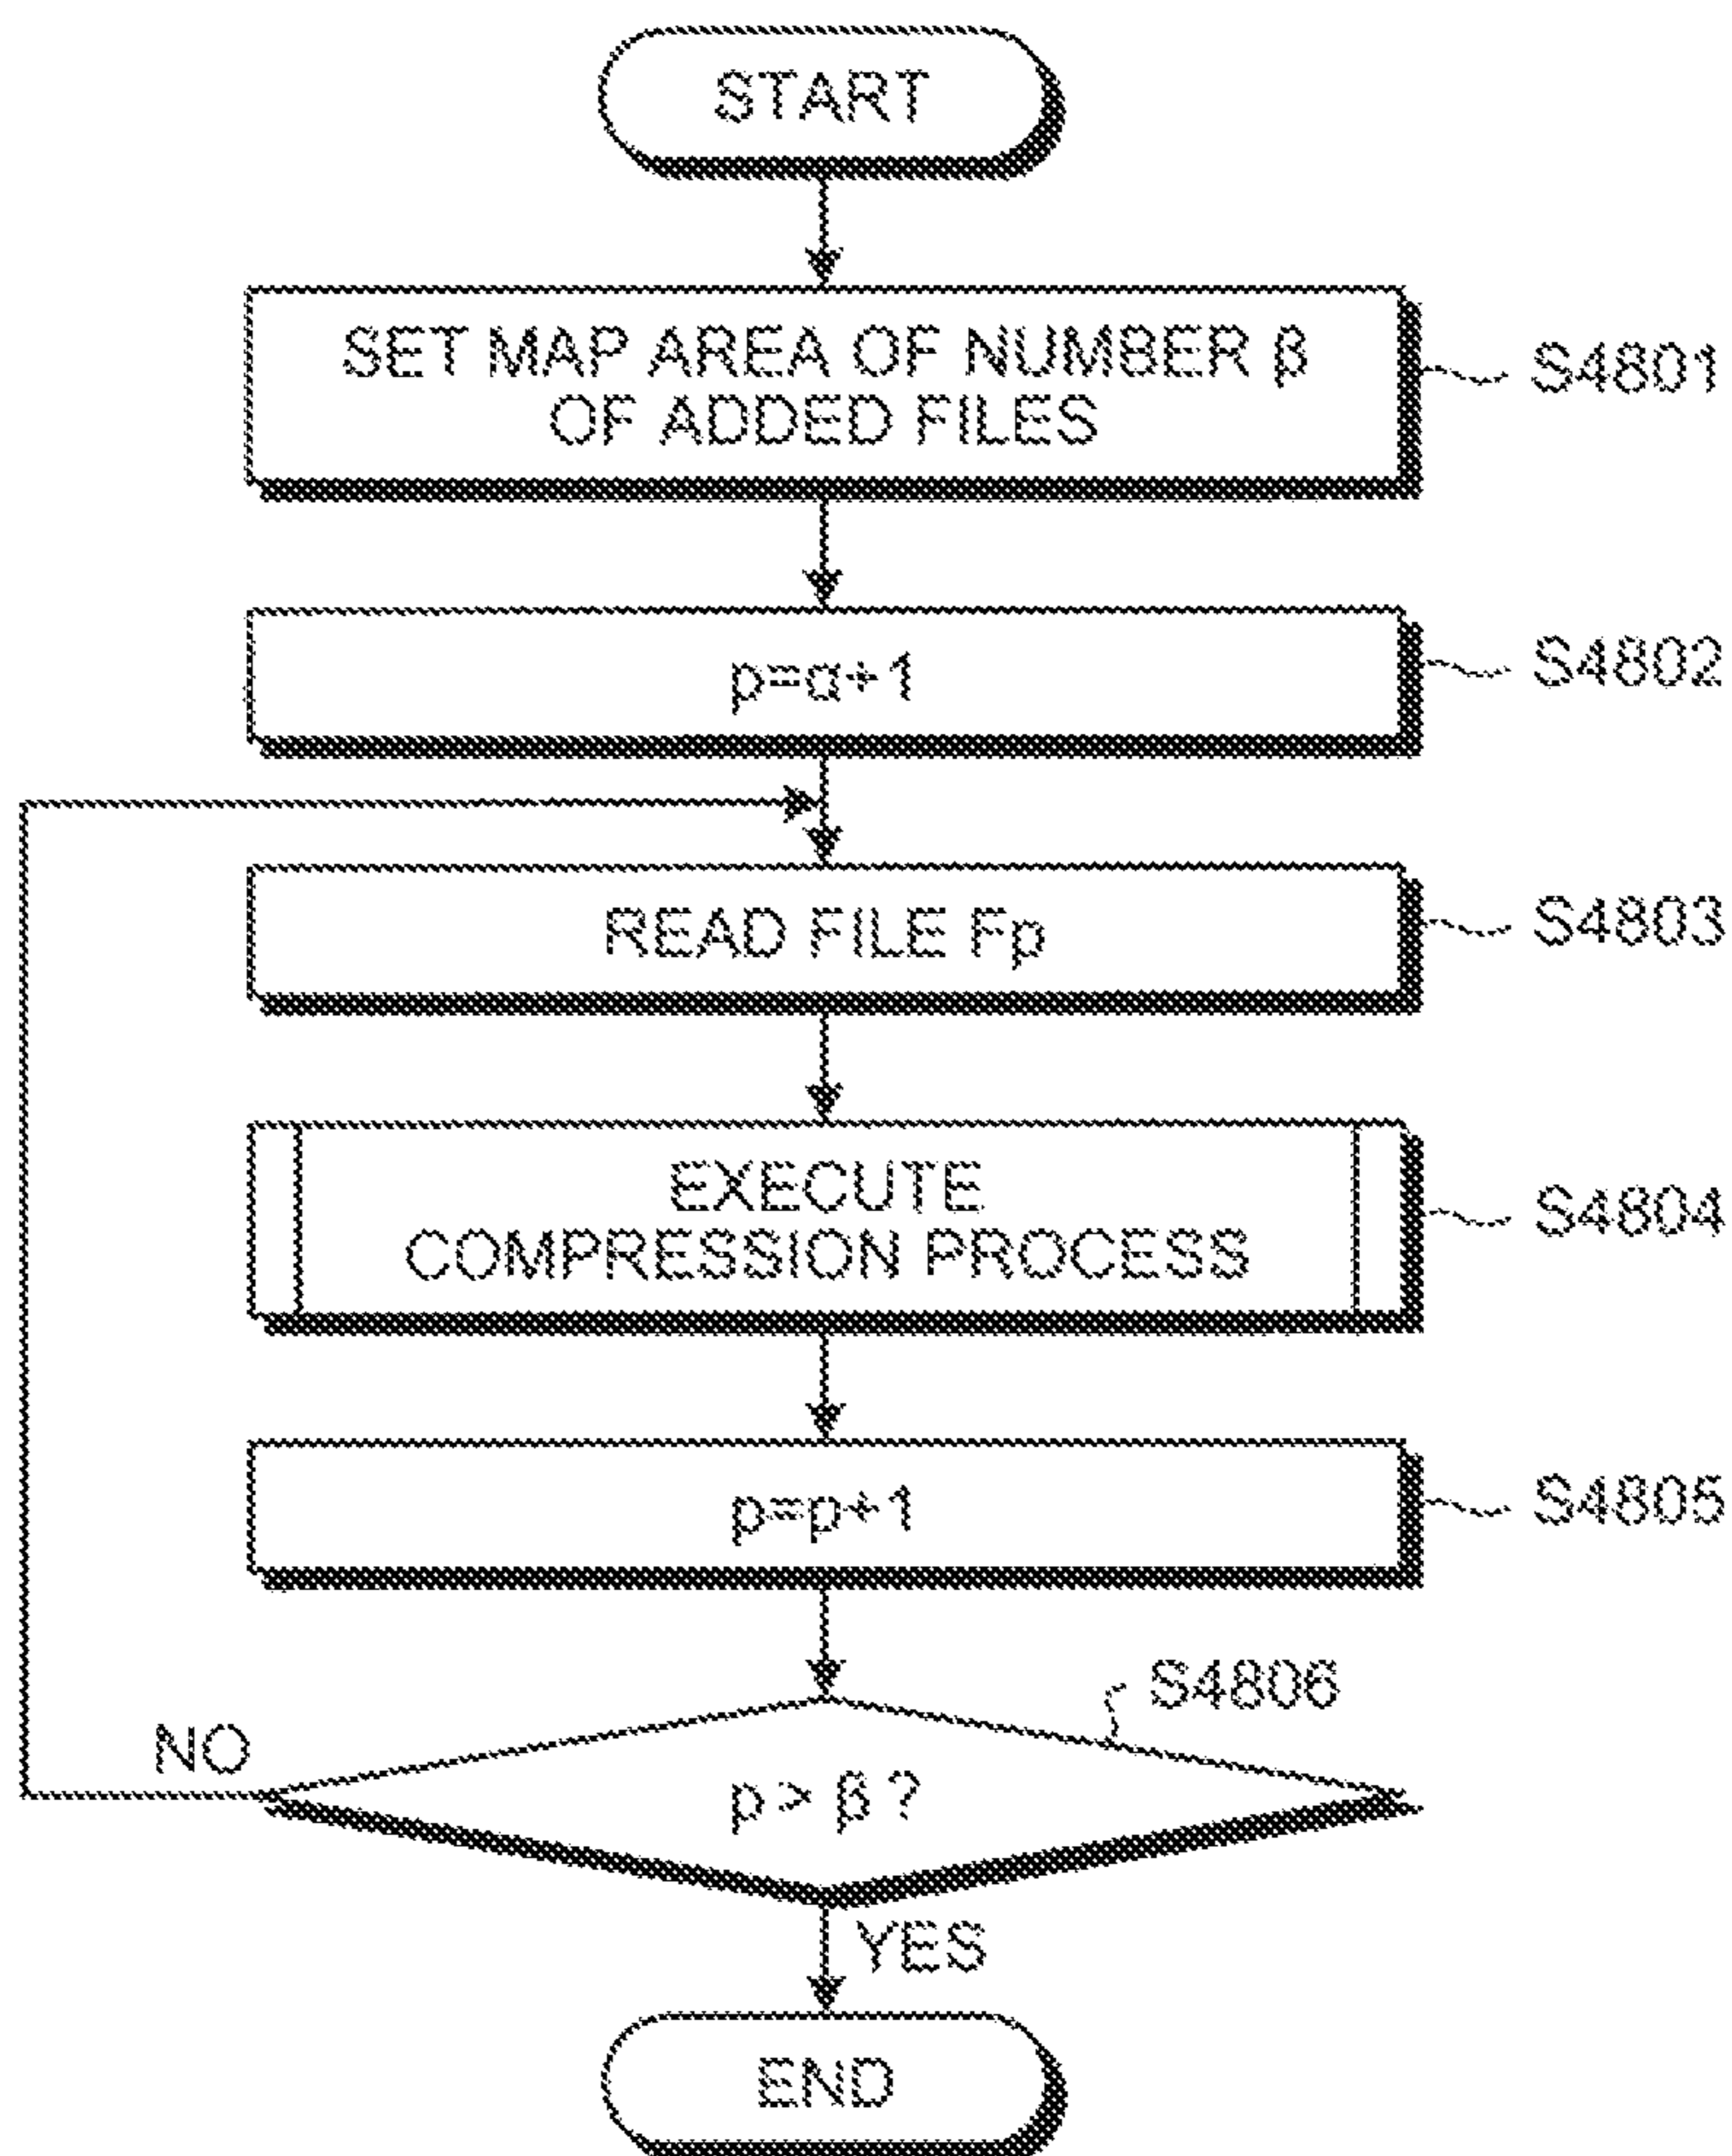 START
SET MAP AREA OF NUMBER β
OF ADDED FILES
S4801
p=α+1
S4802
READ FILE Fp
S4803
EXECUTE
COMPRESSION PROCESS
S4804
p=p+1
S4805
S4806
NO
p > β ?
YES
END